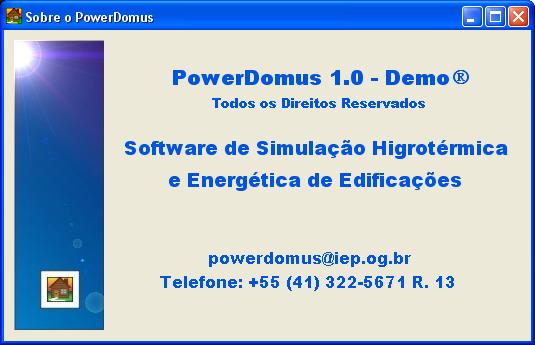 Sobre o PowerDomus
PowerDomus 1.0 - Demo®
Todos os Direitos Reservados
Software de Simulação Higrotérmica
e Energética de Edificações
powerdomus@iep.og.br
Telefone: +55 (41) 322-5671 R. 13